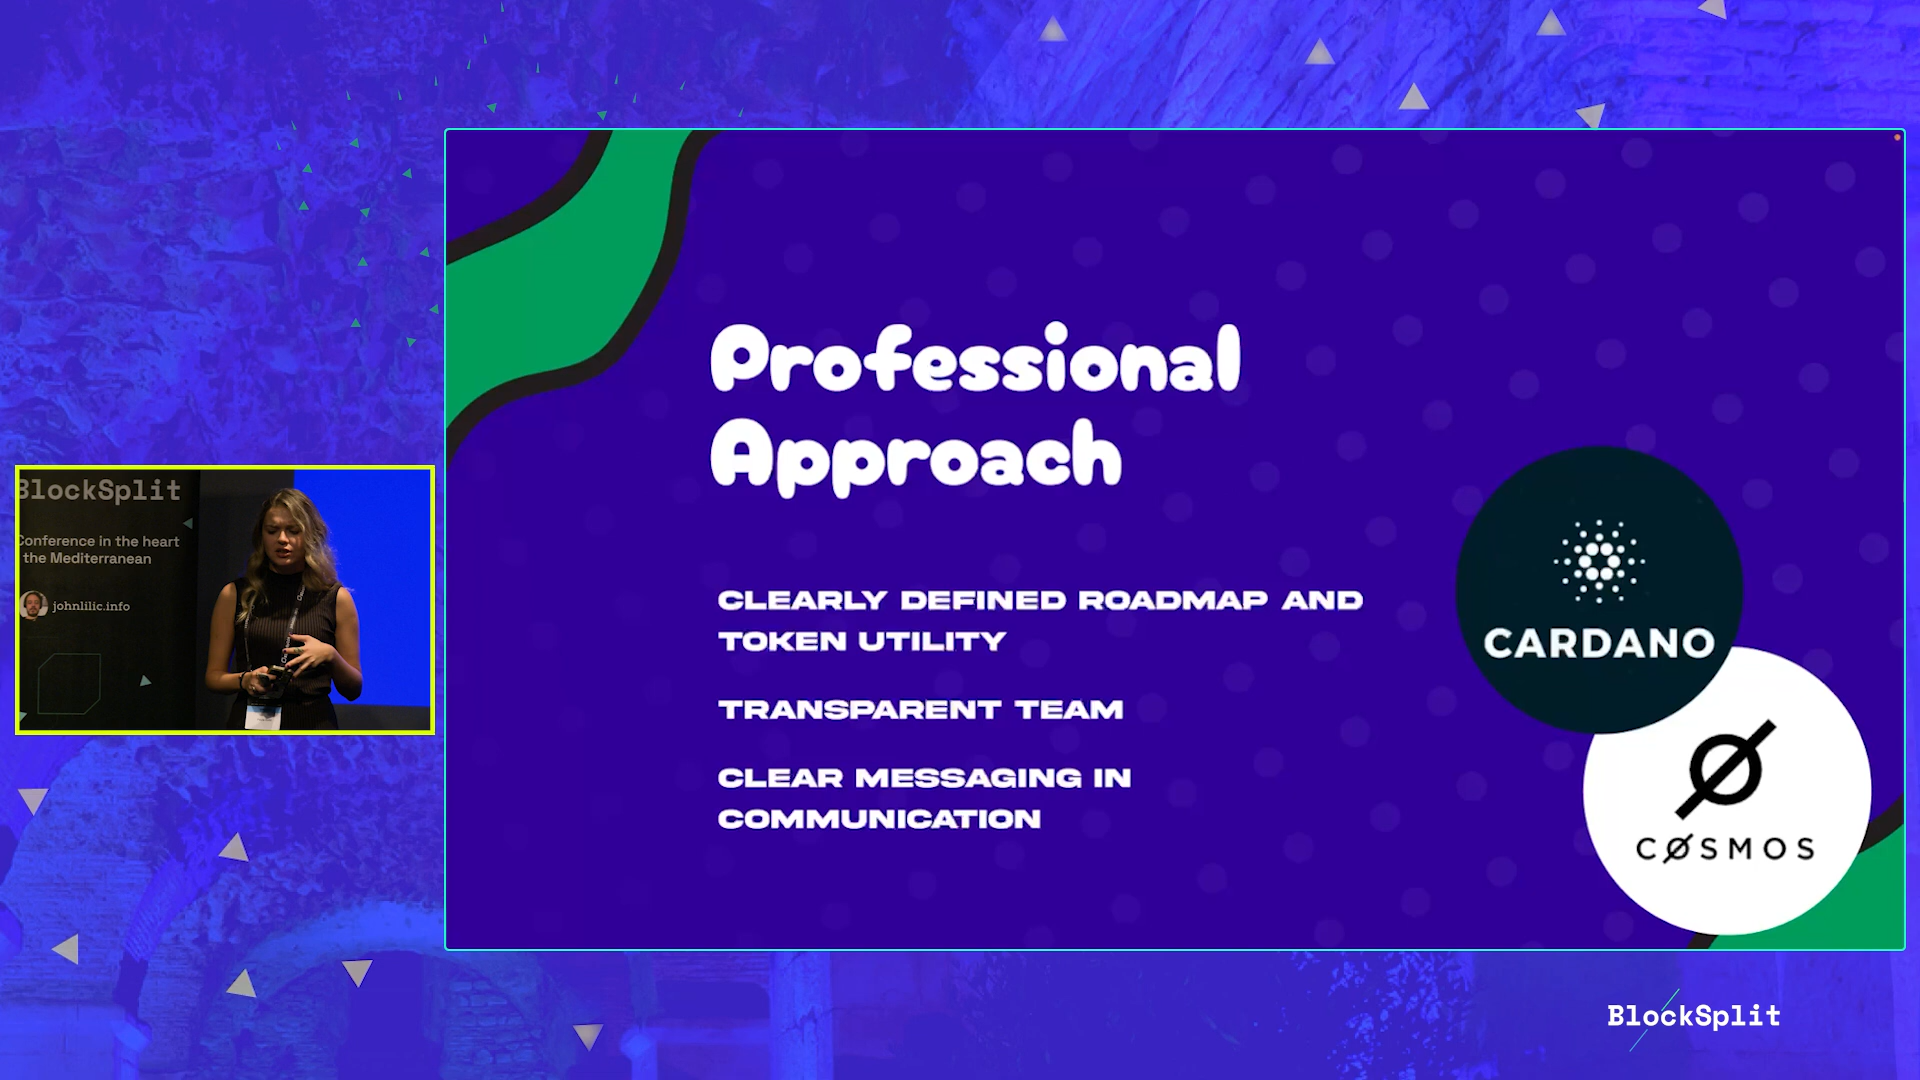 BlockSplit
Conference in the heart
the Mediterranean
johnlilic.info
Professional
Approach
CLEARLY DEFINED ROADMAP AND
TOKEN UTILITY
TRANSPARENT TEAM
CLEAR MESSAGING IN
COMMUNICATION
CARDANO
CØSMOS
BlockSplit